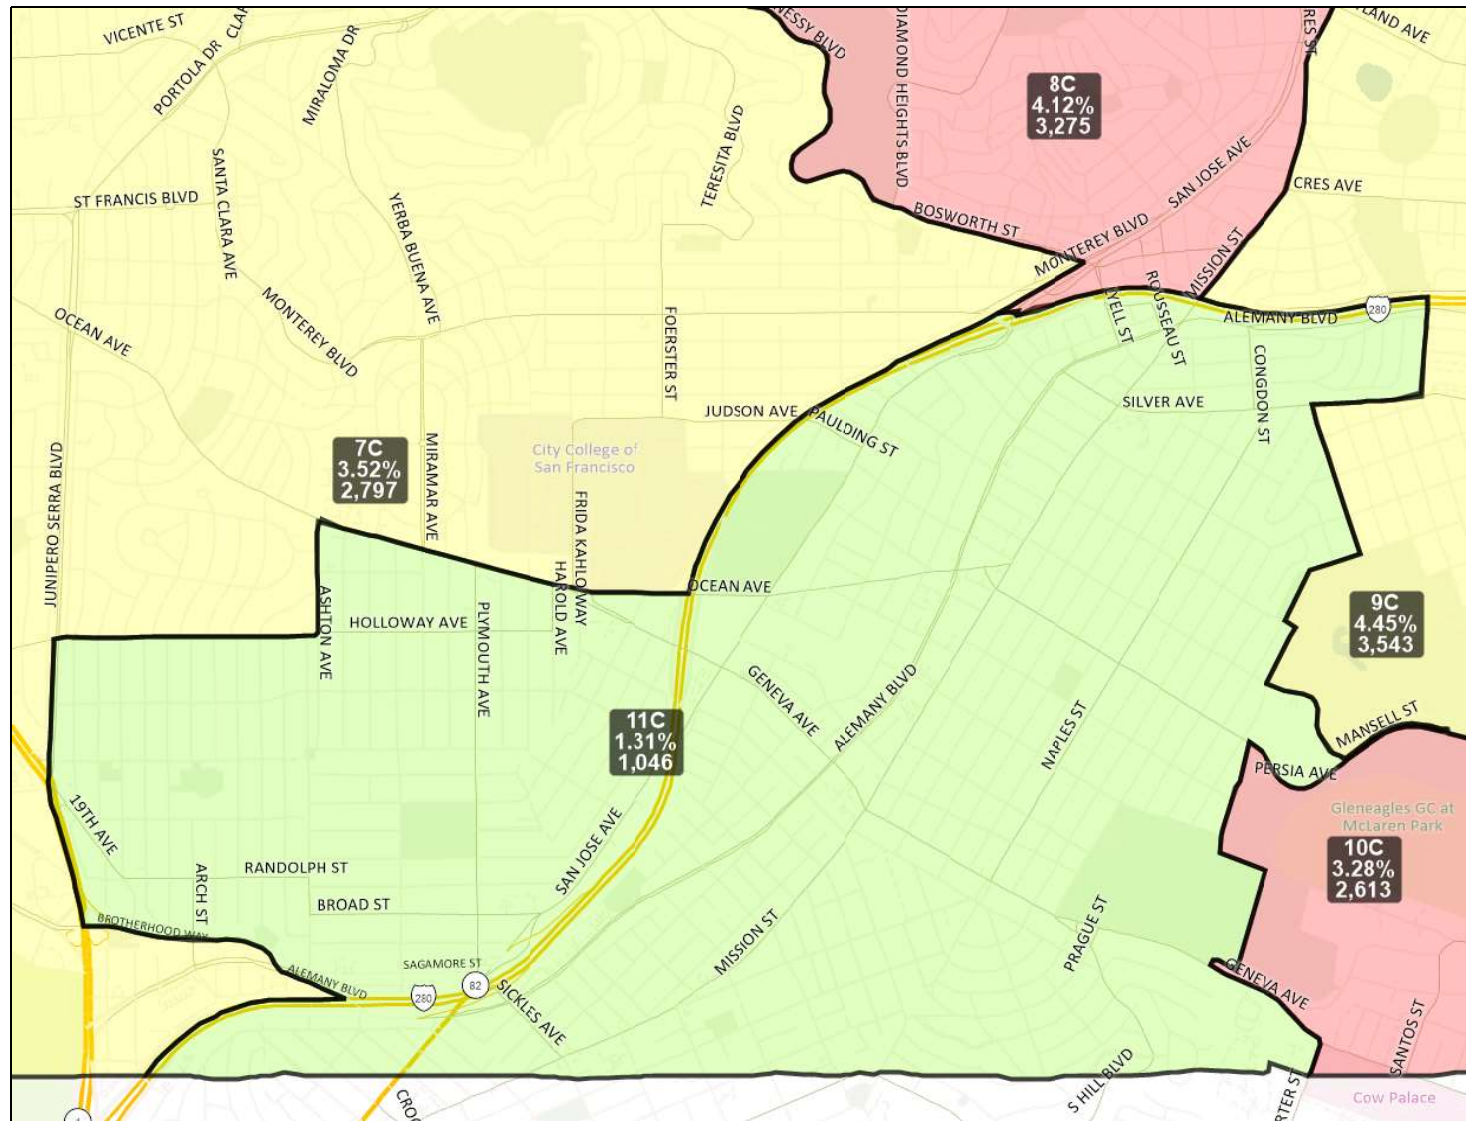 VICENTE ST
PORTOLA DR
MIRALOMA DR
DIAMOND HEIGHTS BLVD
8C
4.12%
3,275
TERESITA BLVD
ST FRANCIS BLVD
SANTA CLARA AVE
YERBA BUENA AVE
SAN JOSE AVE
CRES AVE
BOSWORTH ST
MONTEREY BLVD
MISSION ST
ROUSSEAU ST
LYELL ST
ALEMANY BLVD
280
OCEAN AVE
MONTEREY BLVD
FOERSTER ST
CONGDON ST
SILVER AVE
JUDSON AVE
PAULDING ST
7C
3.52%
2,797
MIRAMAR AVE
City College of
San Francisco
JUNIPERO SERRA BLVD
FRIDA KAHLO WAY
HAROLD AVE
OCEAN AVE
ASHTON AVE
HOLLOWAY AVE
PLYMOUTH AVE
9C
4.45%
3,543
GENEVA AVE
ALEMANY BLVD
NAPLES ST
11C
1.31%
1,046
MANSELL ST
PERSIA AVE
Gleneagles GC at
McLaren Park
10C
3.28%
2,613
19TH AVE
SAN JOSE AVE
RANDOLPH ST
ARCH ST
BROAD ST
BROTHERHOOD WAY
MISSION ST
PRAGUE ST
SAGAMORE ST
ALEMANY BLVD
280
82
SICKLES AVE
GENEVA AVE
SANTOS ST
S HILL BLVD
Cow Palace